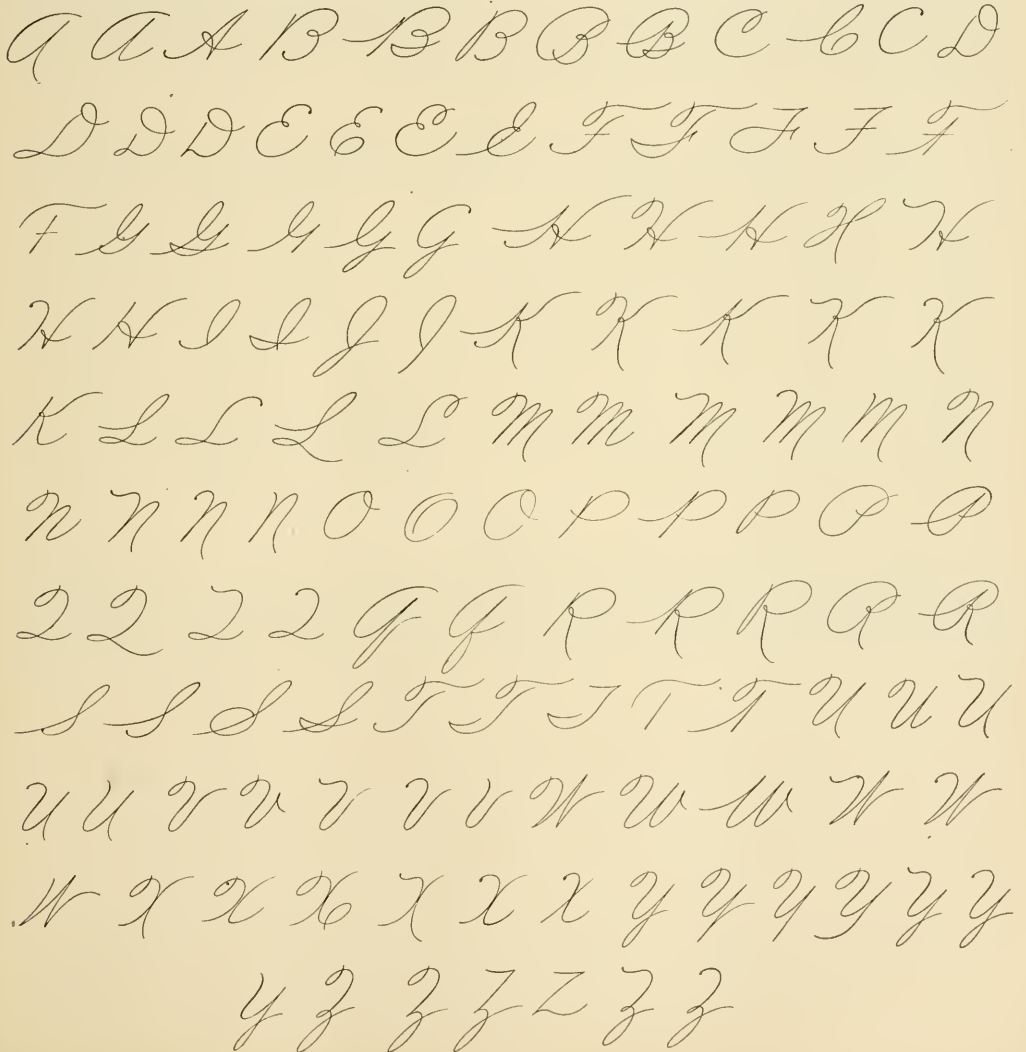 A A A B B B B B C C C D
D D D E E E E F F F F F
F G G G G G H H H H H
H H I I J J K K K K K
K L L L L M M M M M N
N N N N O O O P P P P P
Q Q Q Q Q Q R R R R R
S S S S T T T T T U U U
U U V V V V V W W W W W
W X X X X X X Y Y Y Y Y Y
Y Z Z Z Z Z Z